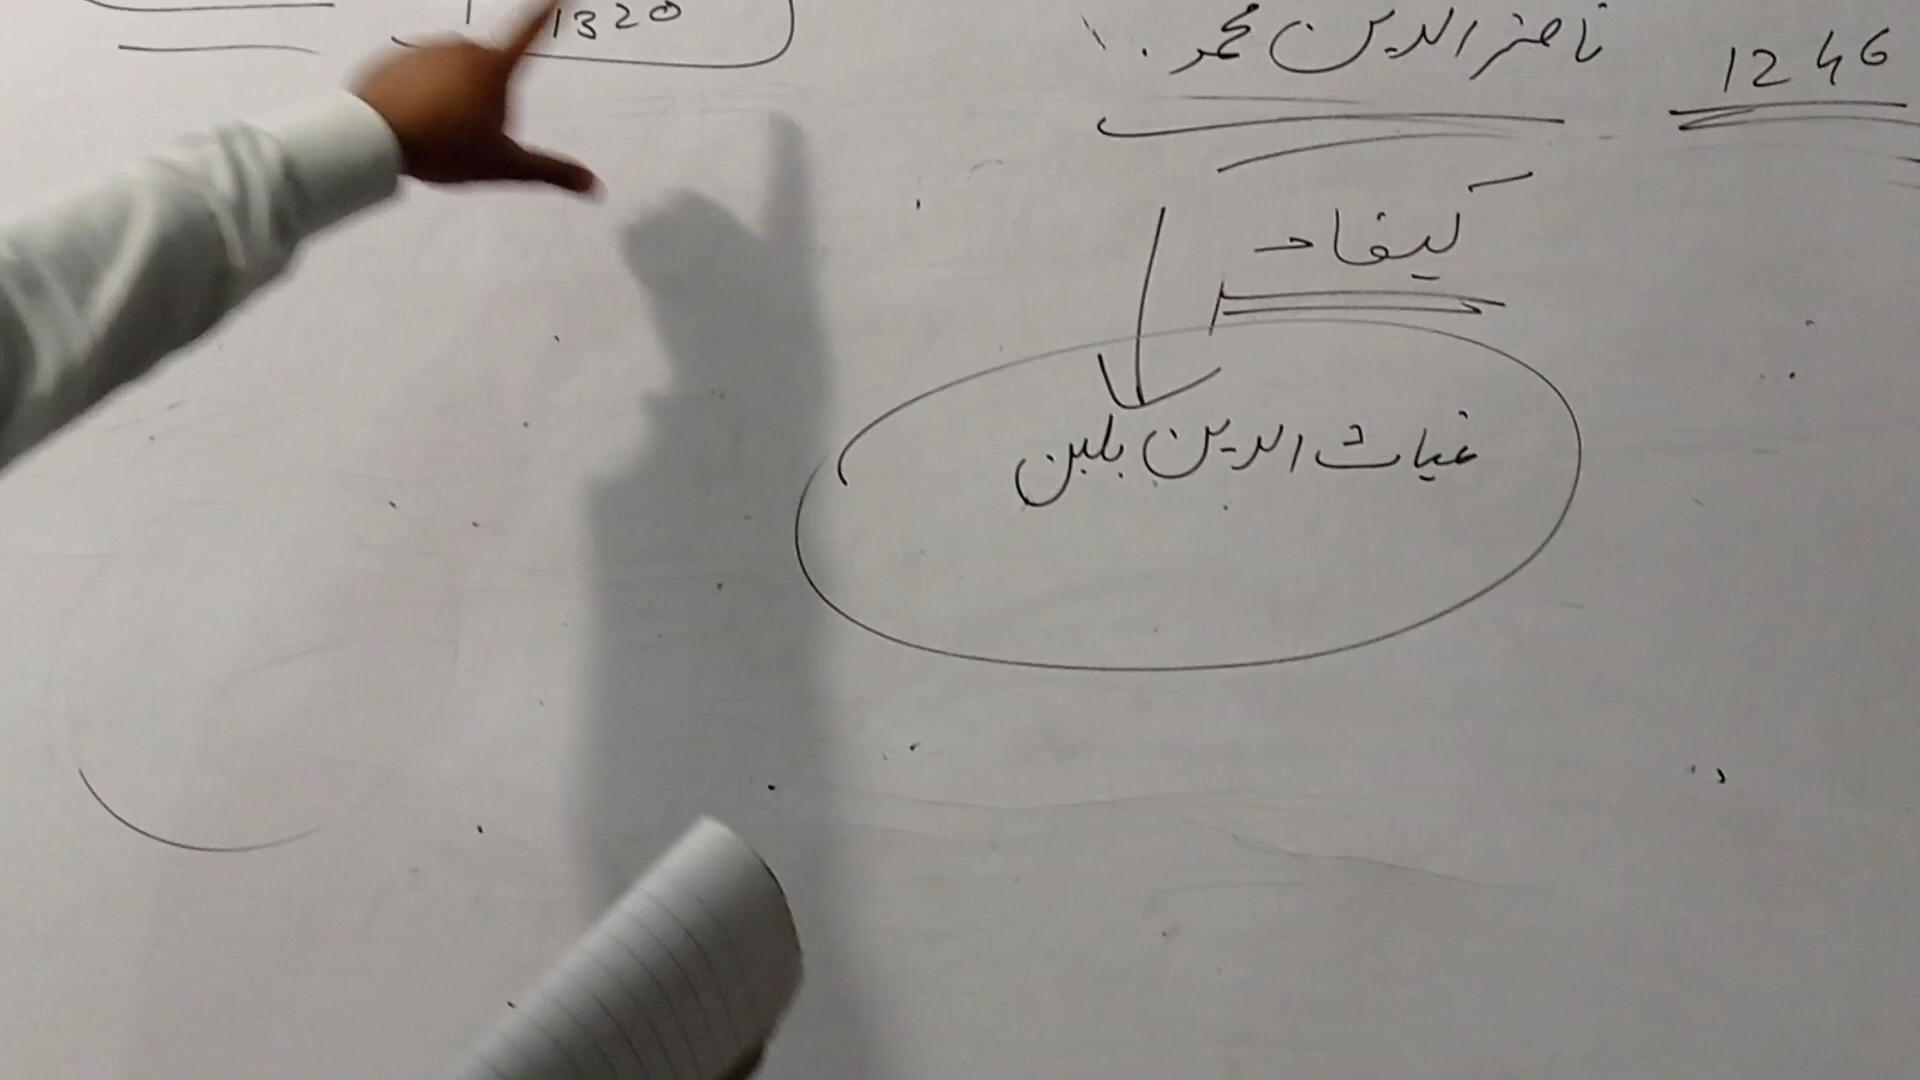 ناصر الدین محمد . 1246
1320
کیفاد
غیاث الدین بلبن